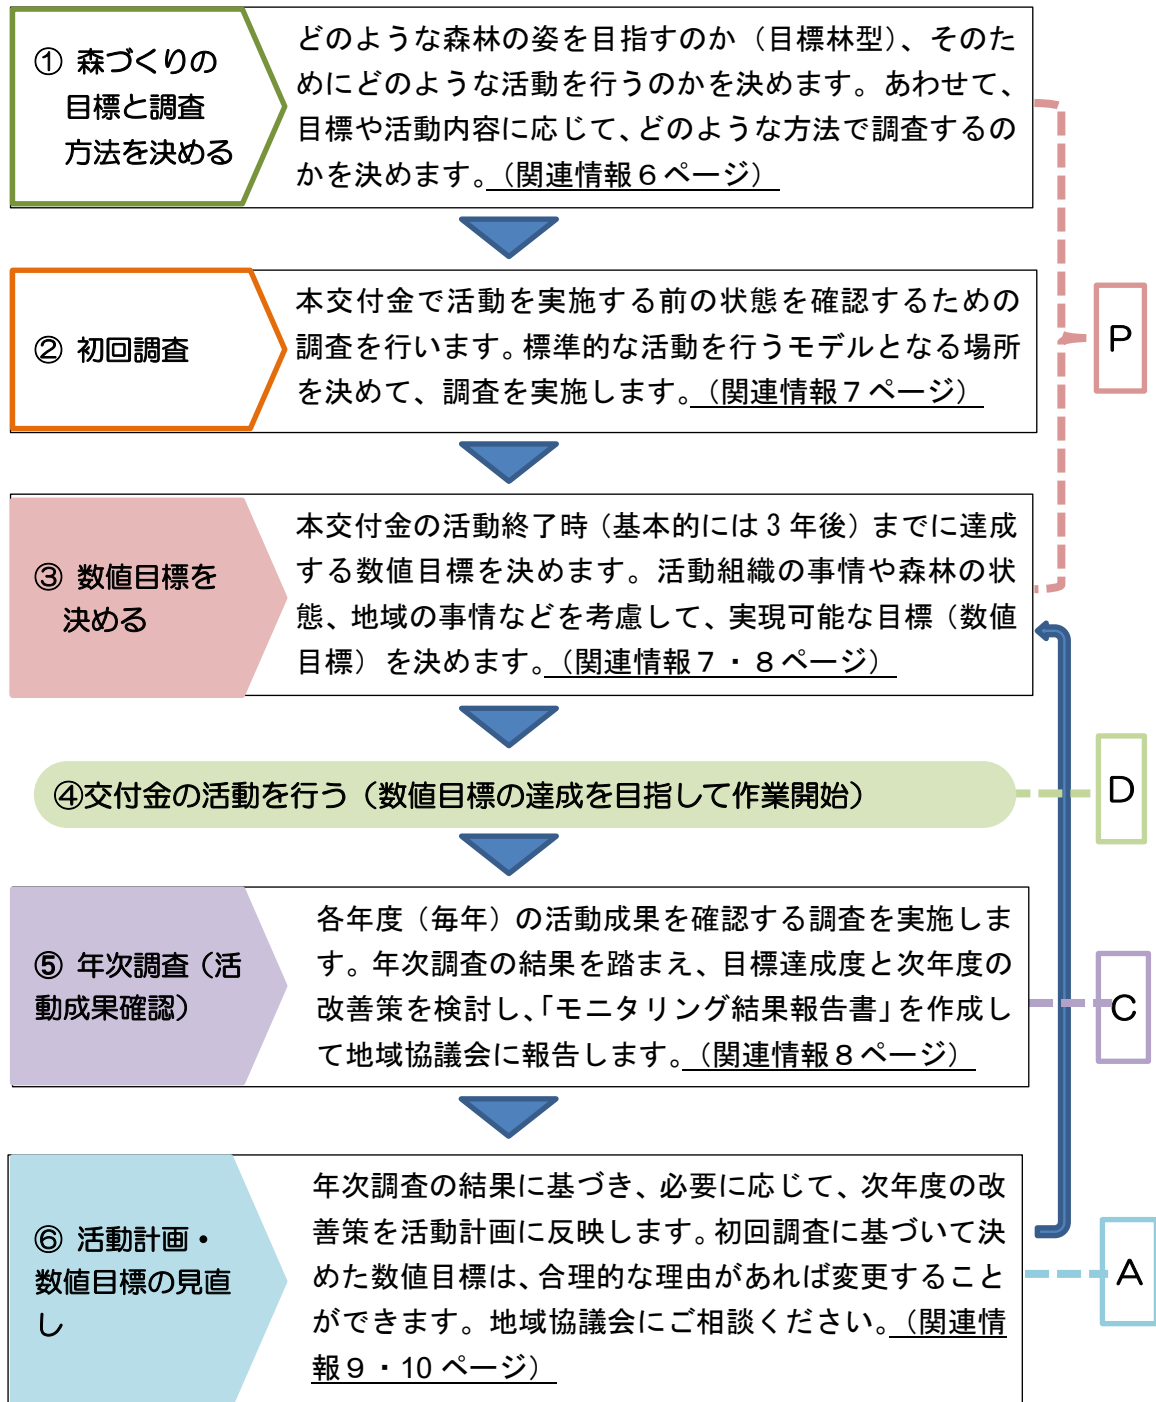 ① 森づくりの
目標と調査
方法を決める
どのような森林の姿を目指すのか（目標林型）、そのた
めにどのような活動を行うのかを決めます。あわせて、
目標や活動内容に応じて、どのような方法で調査するの
かを決めます。（関連情報６ページ）
② 初回調査
本交付金で活動を実施する前の状態を確認するための
調査を行います。標準的な活動を行うモデルとなる場所
を決めて、調査を実施します。（関連情報７ページ）
P
③ 数値目標を
決める
本交付金の活動終了時（基本的には３年後）までに達成
する数値目標を決めます。活動組織の事情や森林の状
態、地域の事情などを考慮して、実現可能な目標（数値
目標）を決めます。（関連情報７・８ページ）
④交付金の活動を行う（数値目標の達成を目指して作業開始）
D
⑤ 年次調査（活
動成果確認）
各年度（毎年）の活動成果を確認する調査を実施しま
す。年次調査の結果を踏まえ、目標達成度と次年度の
改善策を検討し、「モニタリング結果報告書」を作成し
て地域協議会に報告します。（関連情報８ページ）
C
⑥ 活動計画・
数値目標の見直
し
年次調査の結果に基づき、必要に応じて、次年度の改
善策を活動計画に反映します。初回調査に基づいて決
めた数値目標は、合理的な理由があれば変更すること
ができます。地域協議会にご相談ください。（関連情
報９・10 ページ）
A